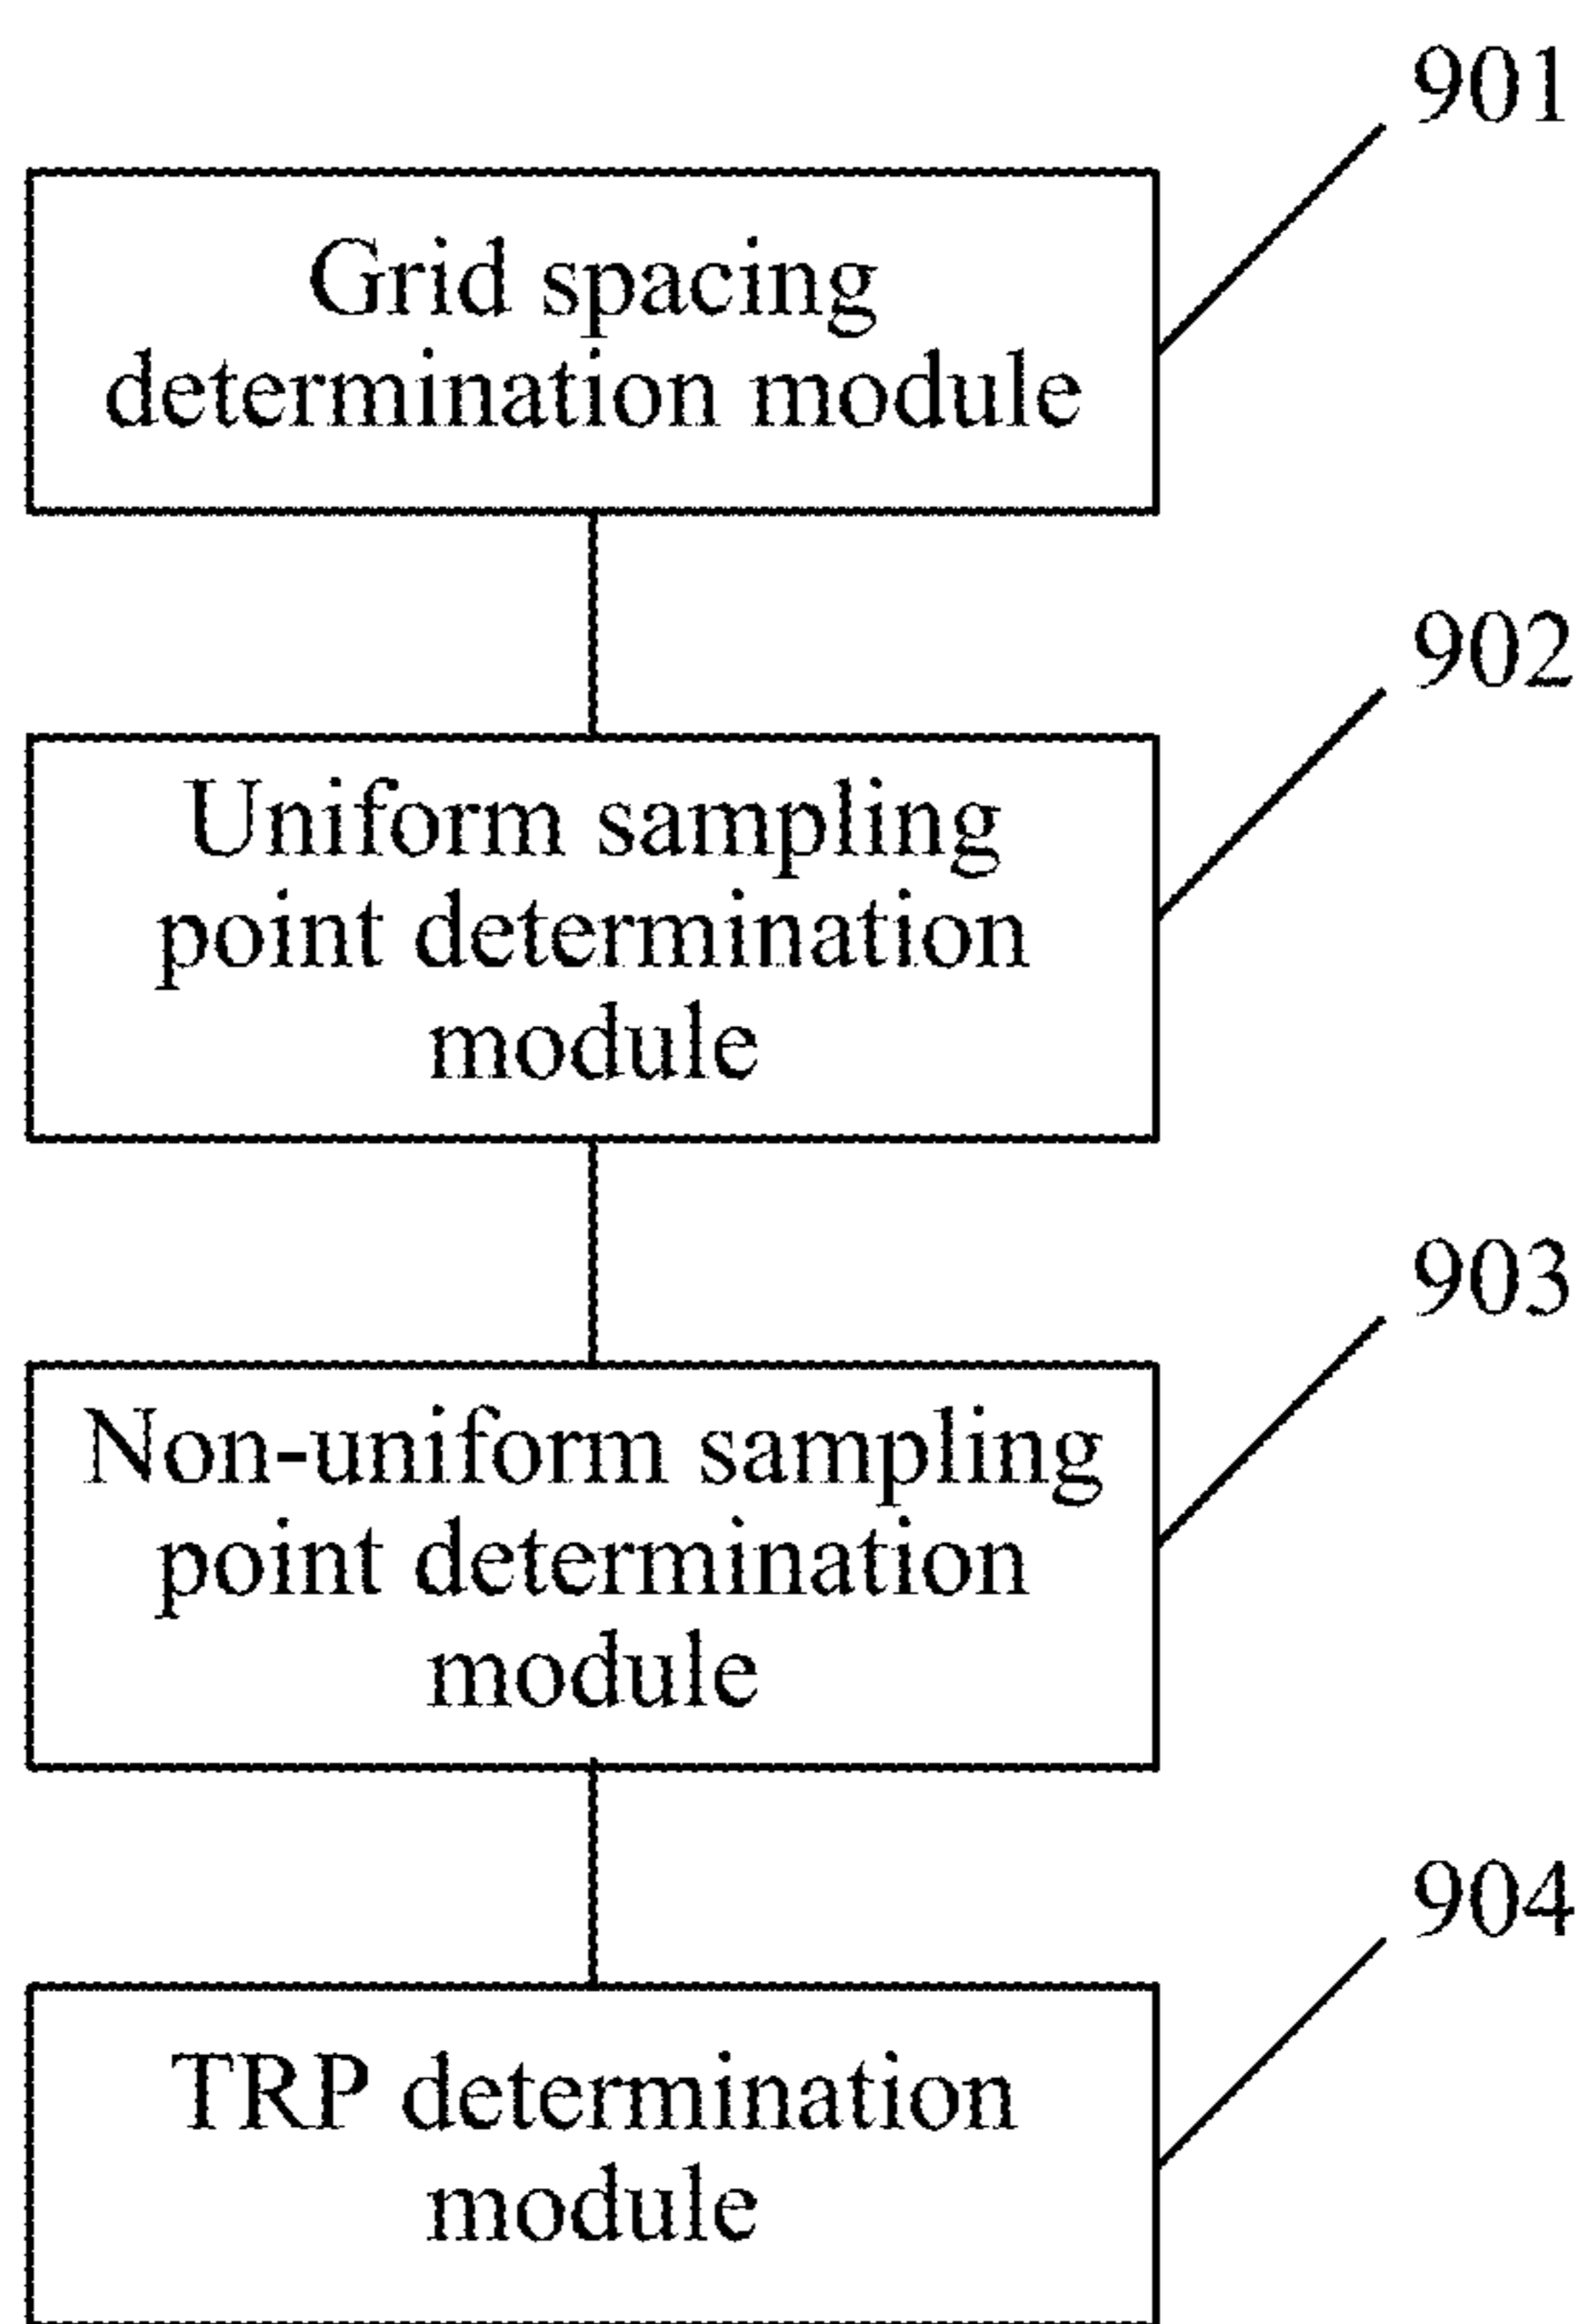 901
Grid spacing
determination module
902
Uniform sampling
point determination
module
903
Non-uniform sampling
point determination
module
904
TRP determination
module